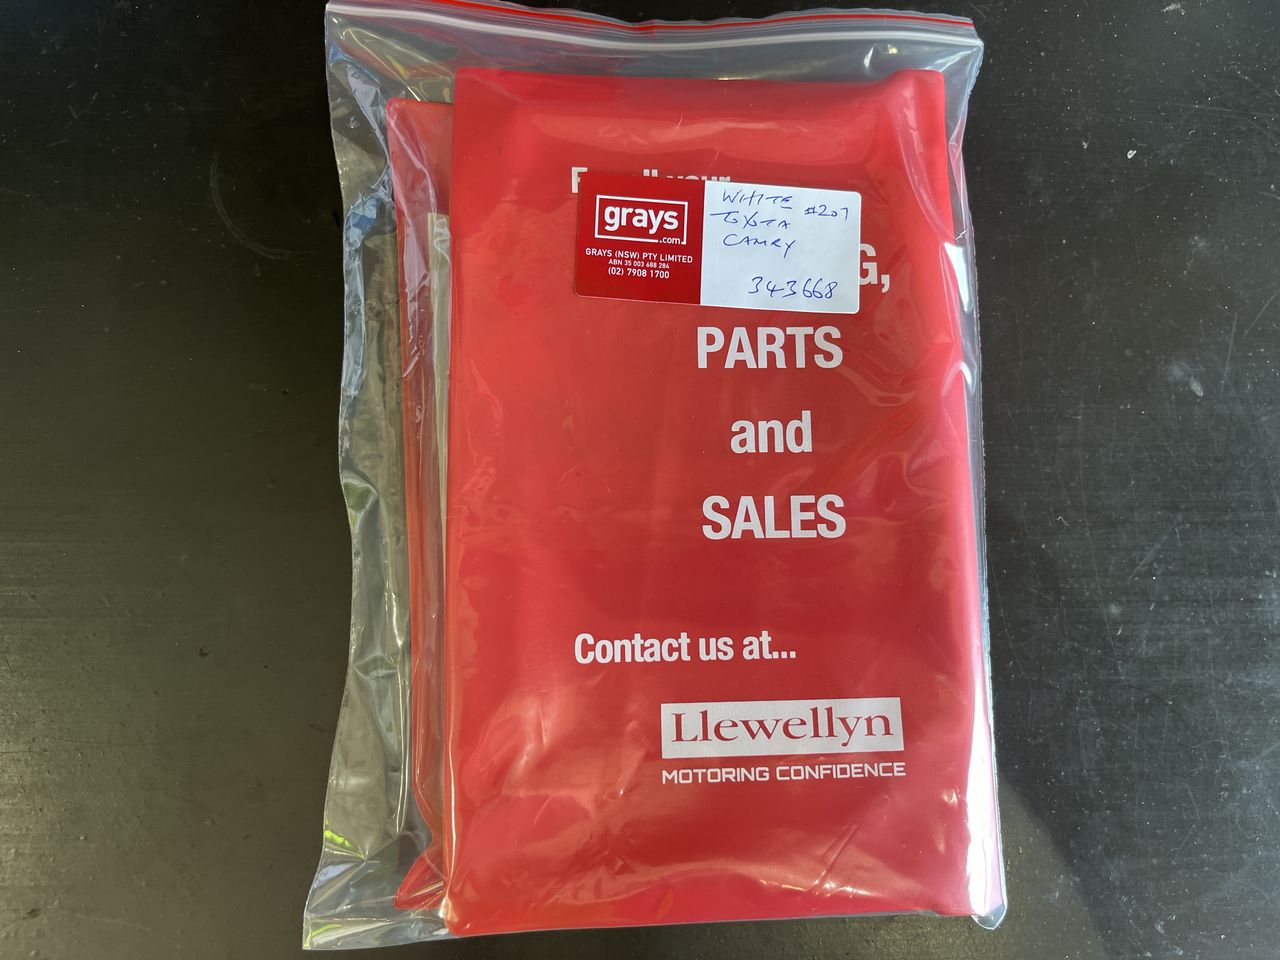 your
grays
.com
GRAYS (NSW) PTY LIMITED
ABN 35 003 688 284
(02) 7908 1700
WHITE #207
TOYOTA
CAMRY
343668
G,
PARTS
and
SALES
Contact us at...
Llewellyn
MOTORING CONFIDENCE